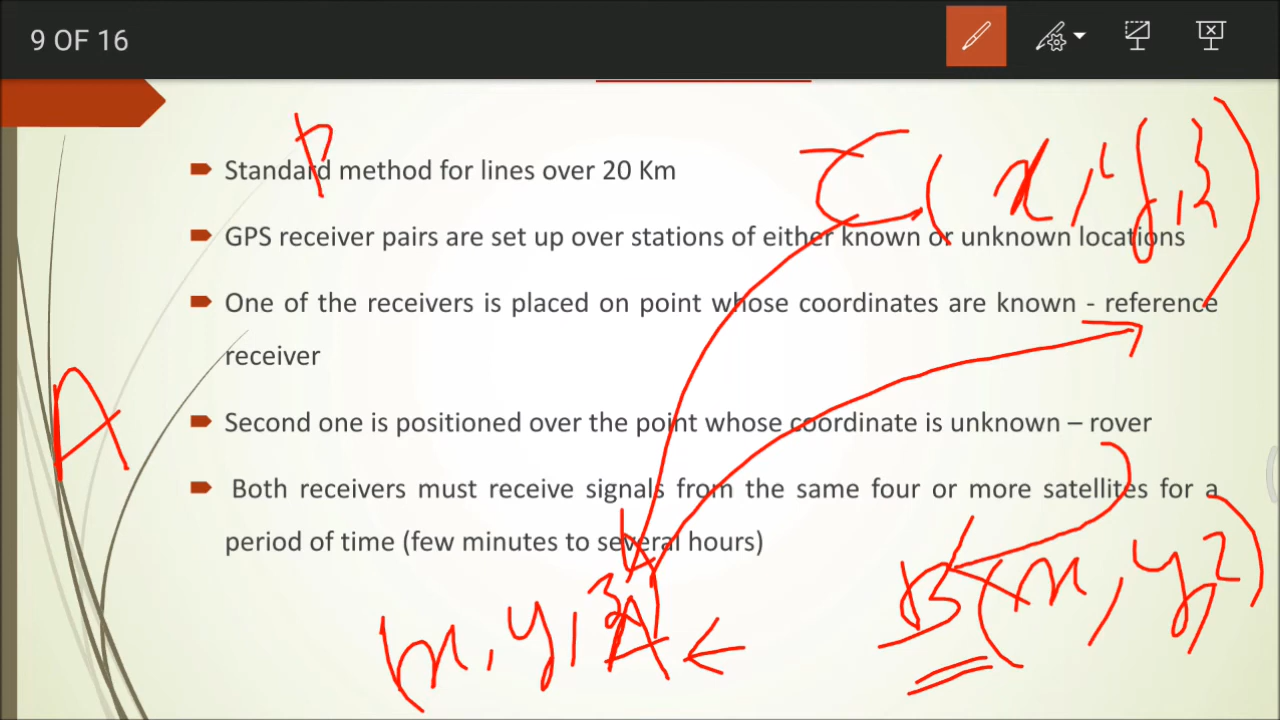 9 OF 16
Standard method for lines over 20 Km
GPS receiver pairs are set up over stations of either known or unknown locations
One of the receivers is placed on point whose coordinates are known - reference
receiver
Second one is positioned over the point whose coordinate is unknown – rover
Both receivers must receive signals from the same four or more satellites for a
period of time (few minutes to several hours)
A